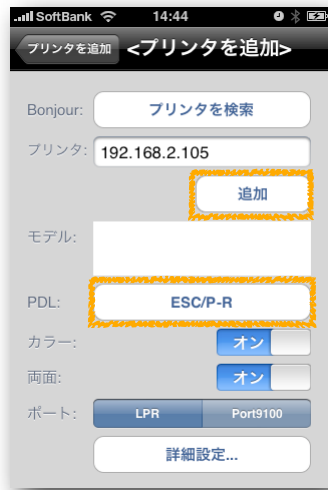 SoftBank 14:44
プリンタを追加 <プリンタを追加>
Bonjour: プリンタを検索
プリンタ: 192.168.2.105
追加
モデル:
PDL: ESC/P-R
カラー: オン
両面: オン
ポート: LPR Port9100
詳細設定...